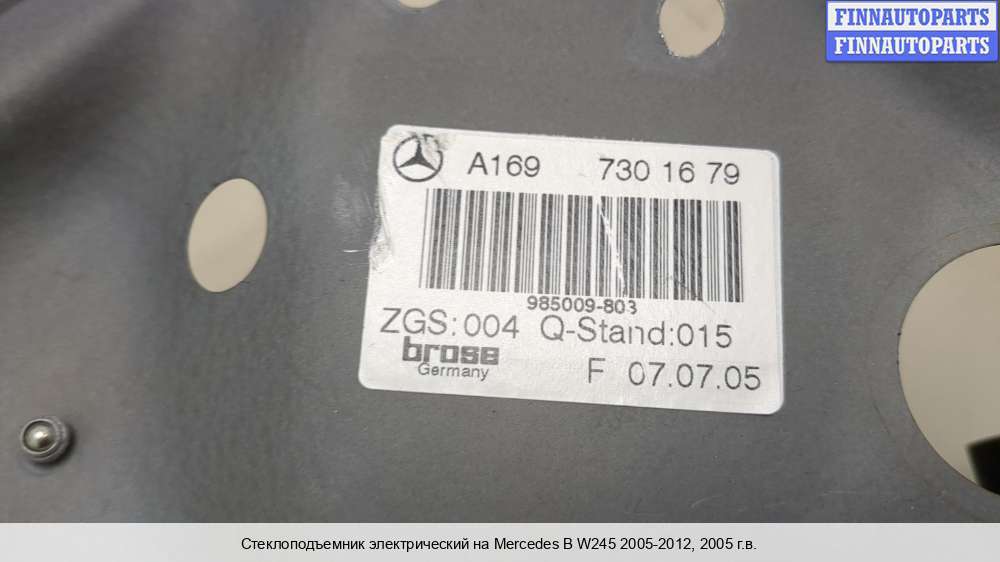 FINNAUTOPARTS
FINNAUTOPARTS
A169 730 16 79
985009-803
ZGS:004 Q-Stand:015
brose
Germany
F 07.07.05
Стеклоподъемник электрический на Mercedes B W245 2005-2012, 2005 г.в.